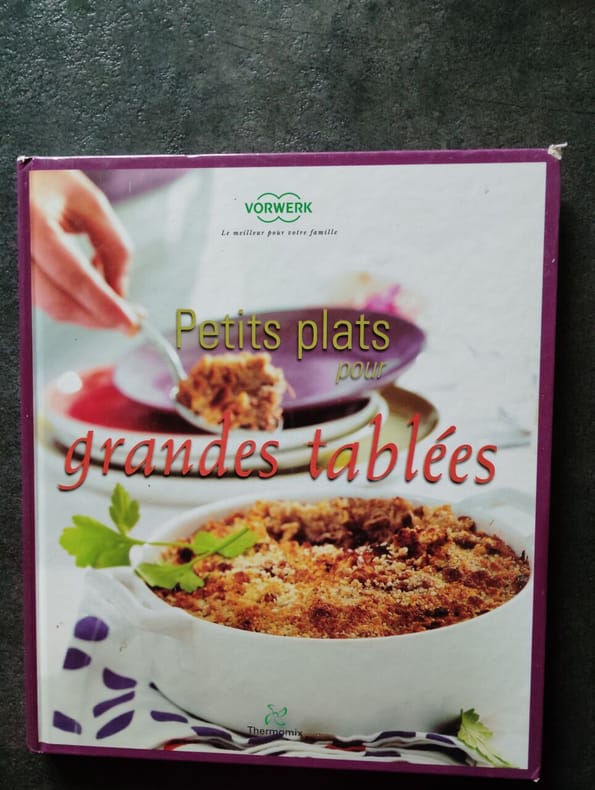 VORWERK
Le meilleur pour votre famille
Petits plats
pour
grandes tablées
Thermomix